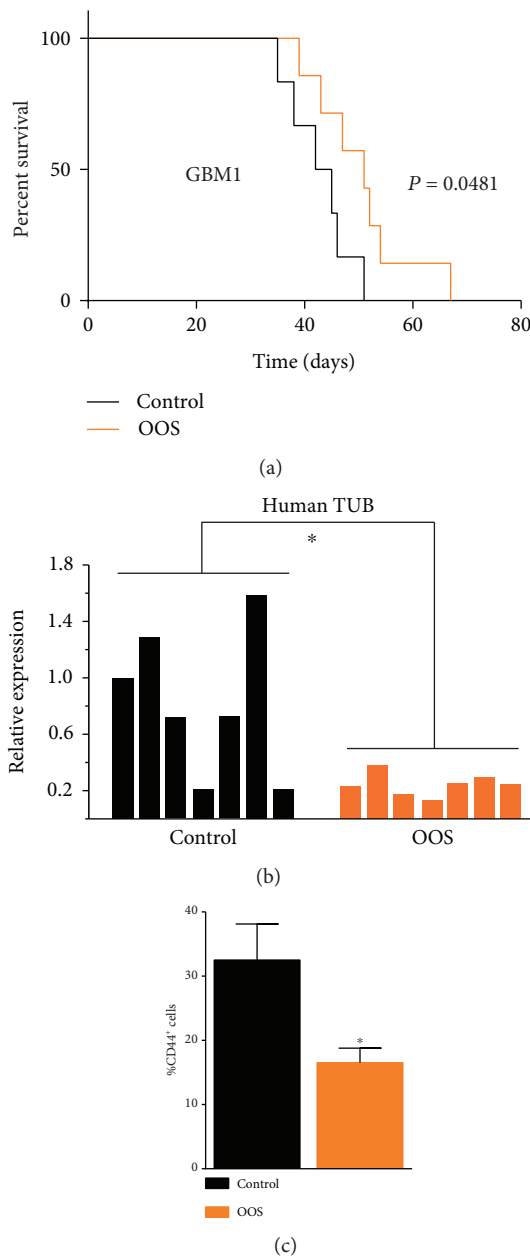 100
50
0
Percent survival
GBM1
P = 0.0481
0 20 40 60 80
Time (days)
Control
OOS
(a)
Human TUB
*
1.8
1.4
1.0
0.6
0.2
Relative expression
Control OOS
(b)
40
30
20
10
0
%CD44⁺ cells
*
Control
OOS
(c)